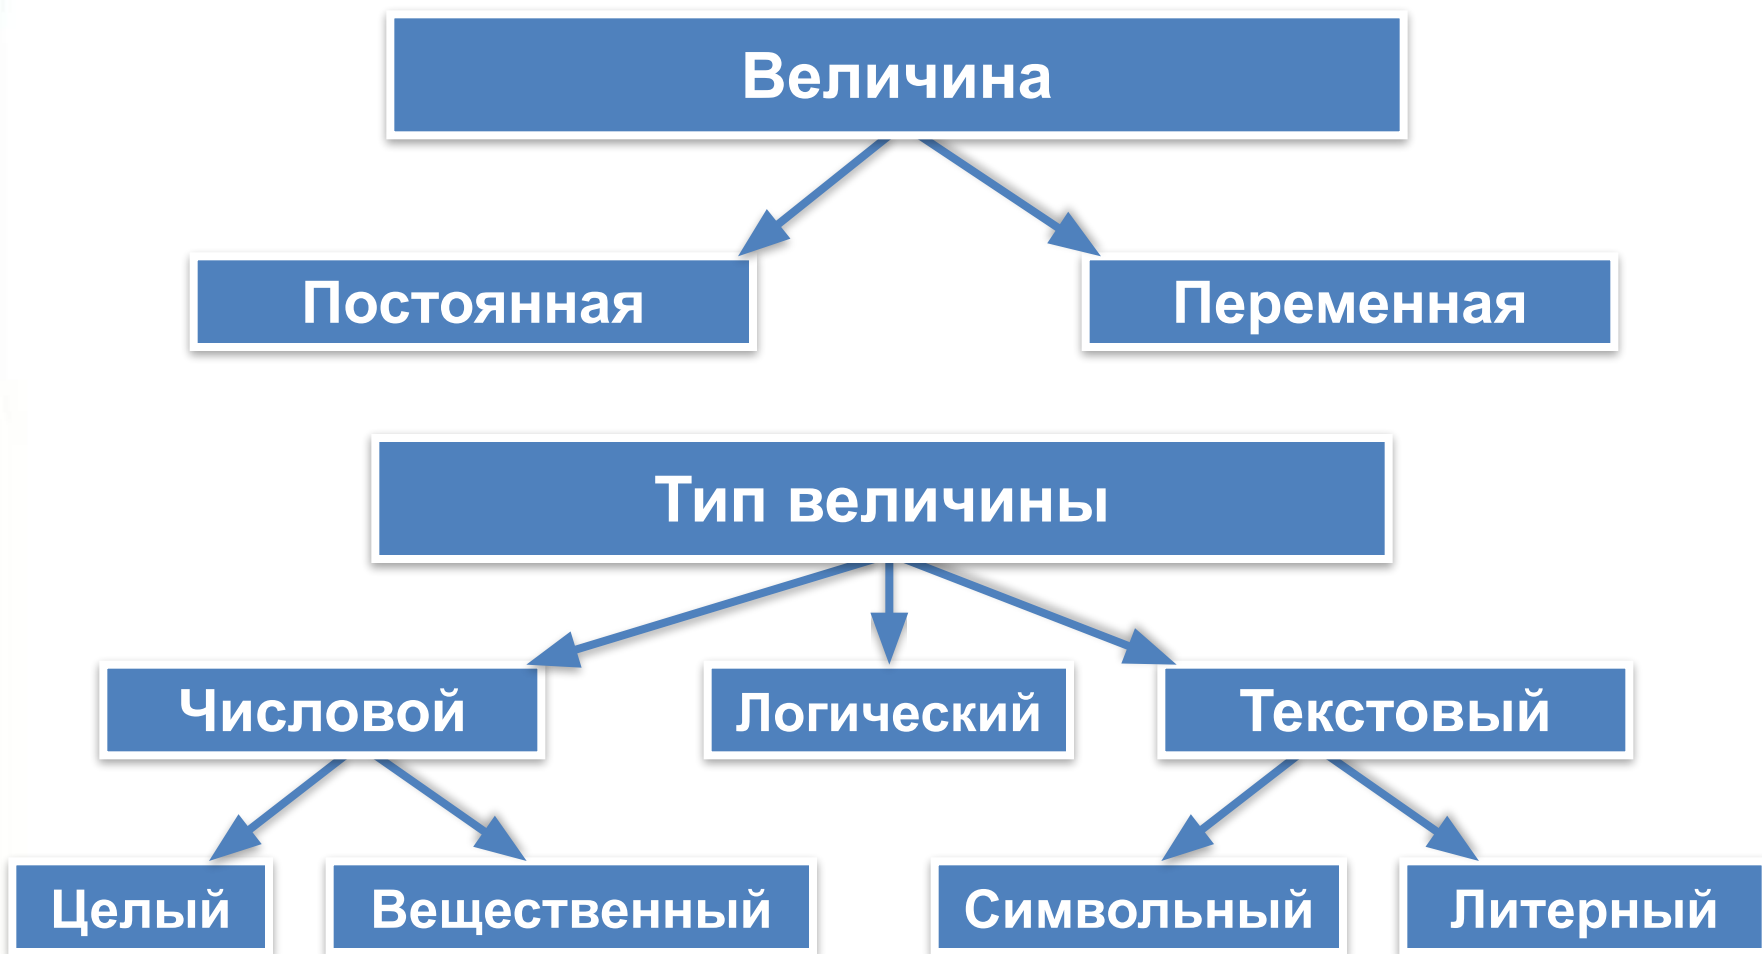 Величина
Постоянная
Переменная
Тип величины
Числовой
Логический
Текстовый
Целый
Вещественный
Символьный
Литерный